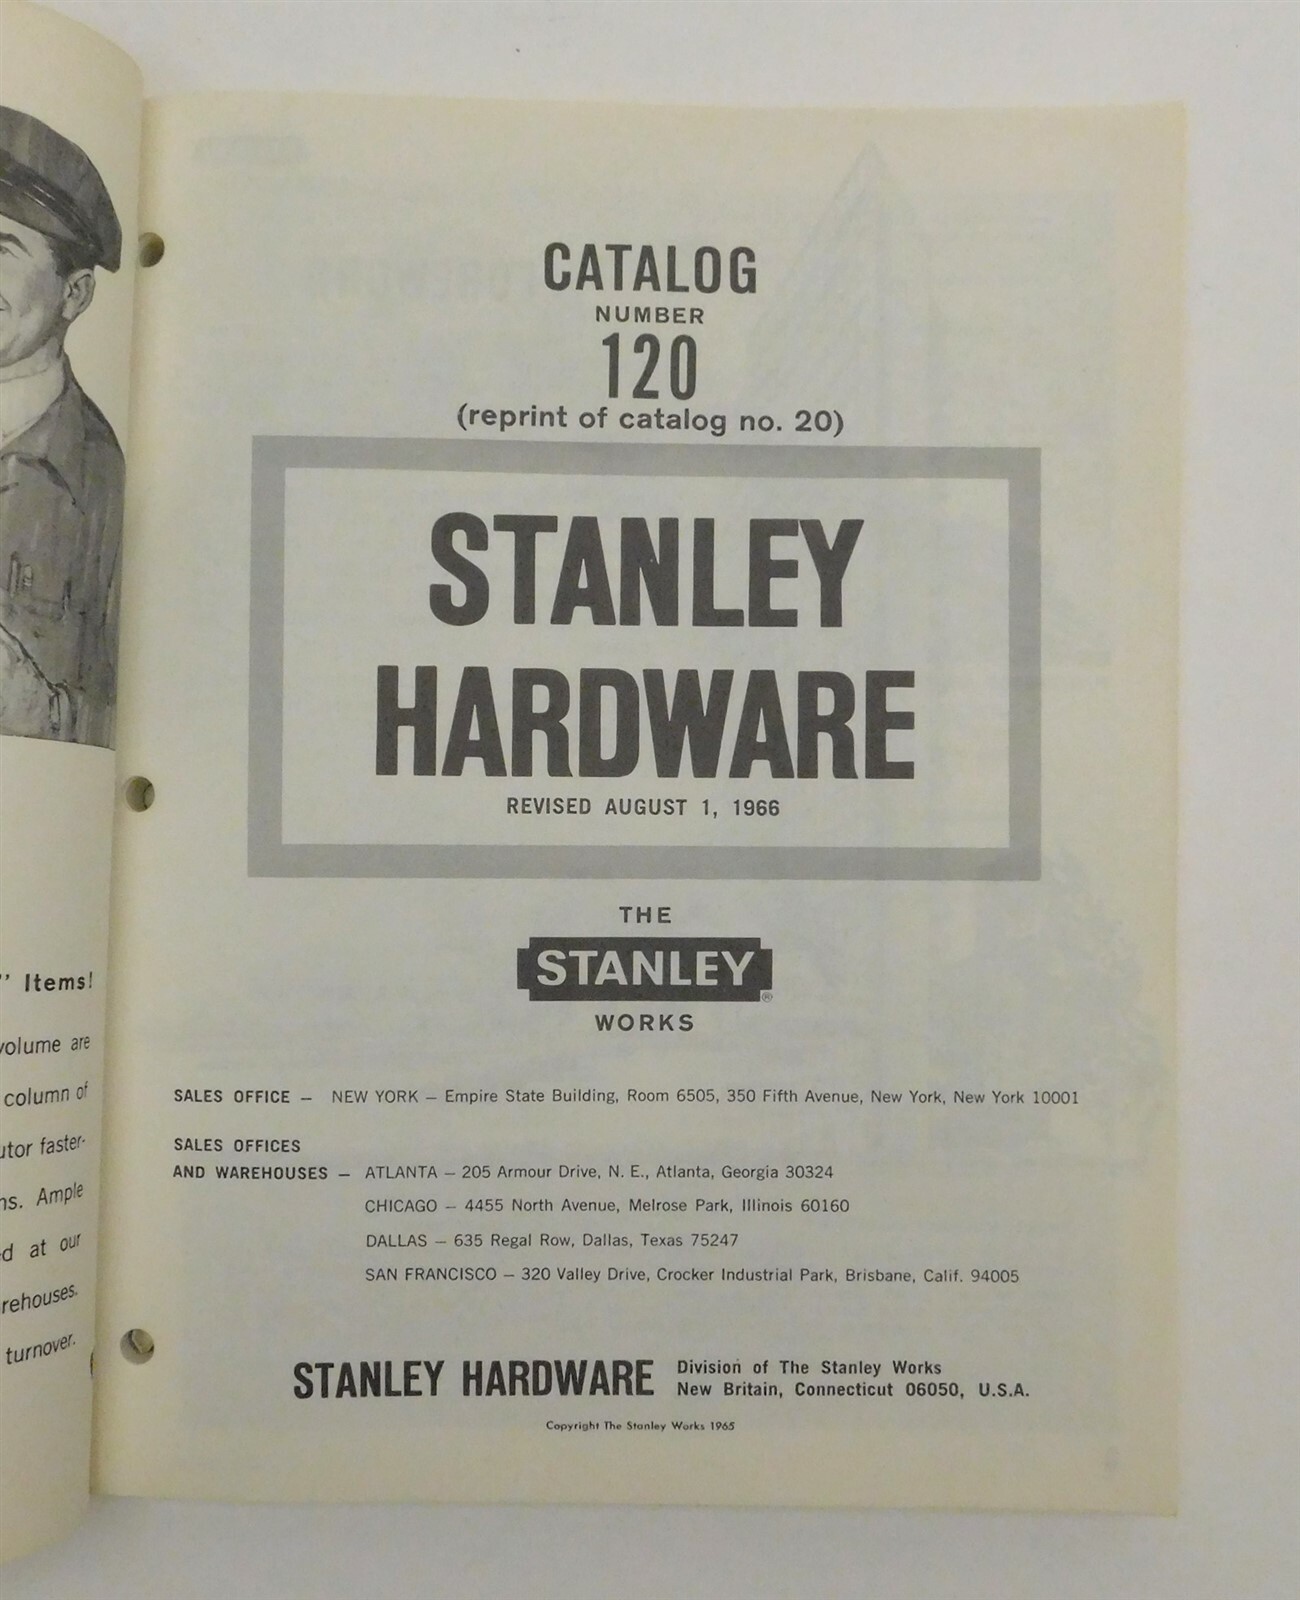 " Items!
volume are
column of
faster-
Ample
at our
turnover.
CATALOG
NUMBER
120
(reprint of catalog no. 20)
STANLEY
HARDWARE
REVISED AUGUST 1, 1966
THE
STANLEY®
WORKS
SALES OFFICE — NEW YORK — Empire State Building, Room 6505, 350 Fifth Avenue, New York, New York 10001
SALES OFFICES
AND WAREHOUSES — ATLANTA — 205 Armour Drive, N. E., Atlanta, Georgia 30324
CHICAGO — 4455 North Avenue, Melrose Park, Illinois 60160
DALLAS — 635 Regal Row, Dallas, Texas 75247
SAN FRANCISCO — 320 Valley Drive, Crocker Industrial Park, Brisbane, Calif. 94005
STANLEY HARDWARE Division of The Stanley Works
New Britain, Connecticut 06050, U.S.A.
Copyright The Stanley Works 1965